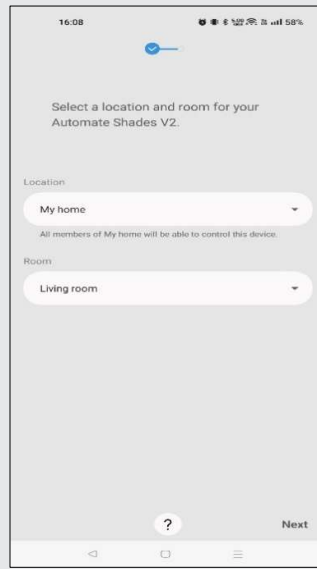 16:08
58%
Select a location and room for your
Automate Shades V2.
Location
My home
All members of My home will be able to control this device.
Room
Living room
?
Next